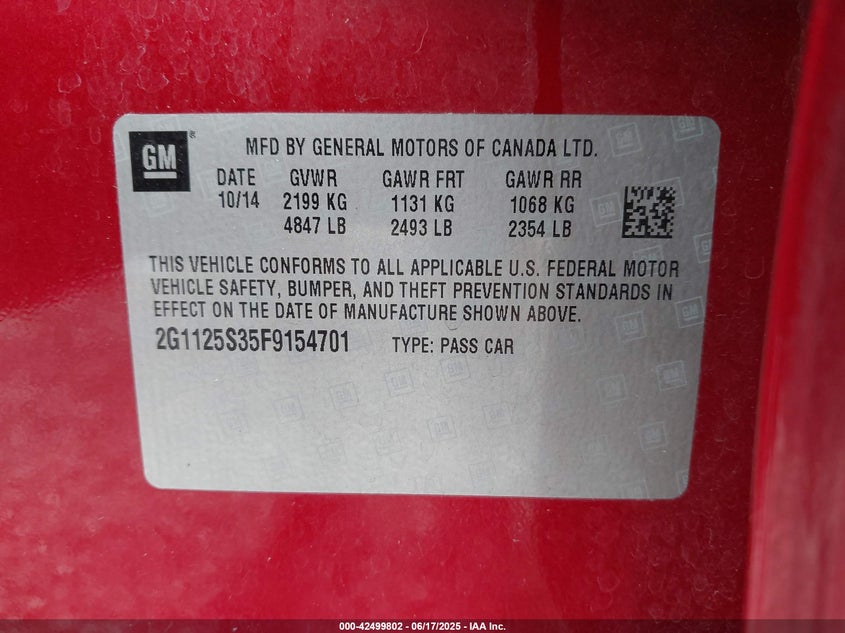 GM ®
MFD BY GENERAL MOTORS OF CANADA LTD.
DATE GVWR GAWR FRT GAWR RR
10/14 2199 KG 1131 KG 1068 KG
4847 LB 2493 LB 2354 LB
THIS VEHICLE CONFORMS TO ALL APPLICABLE U.S. FEDERAL MOTOR
VEHICLE SAFETY, BUMPER, AND THEFT PREVENTION STANDARDS IN
EFFECT ON THE DATE OF MANUFACTURE SHOWN ABOVE.
2G1125S35F9154701 TYPE: PASS CAR
000-42499802 - 06/17/2025 - IAA Inc.